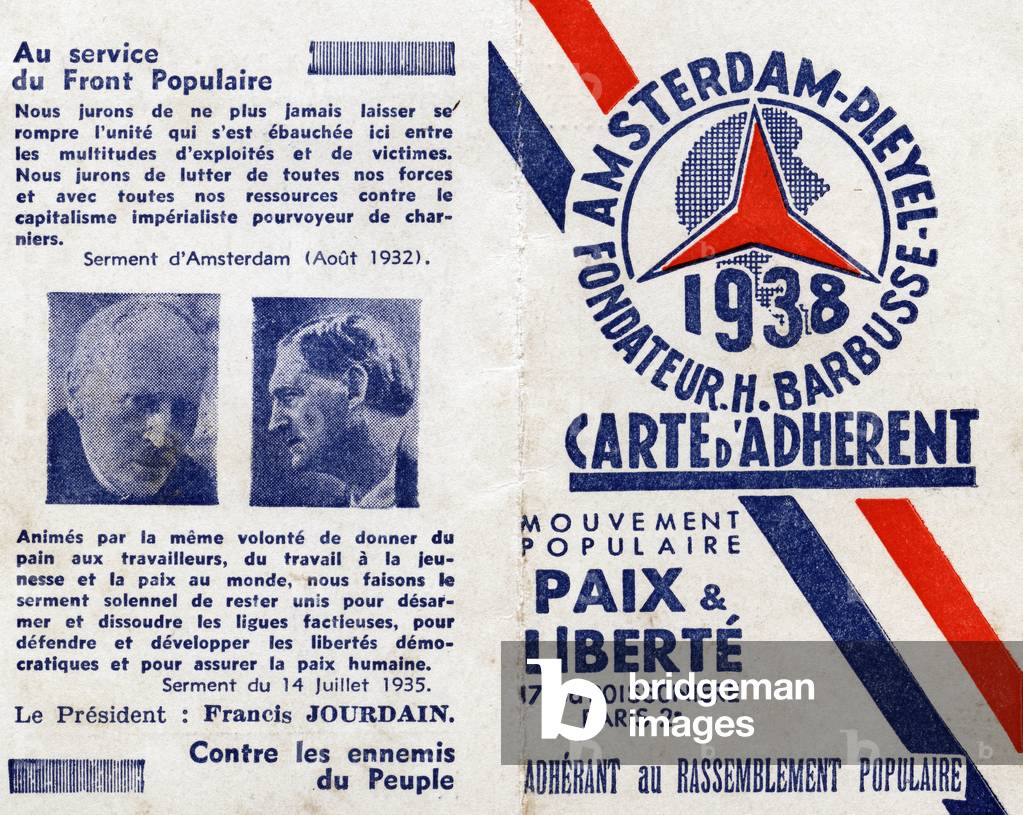 Au service
du Front Populaire
Nous jurons de ne plus jamais laisser se
rompre l'unité qui s'est ébauchée ici entre
les multitudes d'exploités et de victimes.
Nous jurons de lutter de toutes nos forces
et avec toutes nos ressources contre le
capitalisme impérialiste pourvoyeur de char-
niers.
Serment d'Amsterdam (Août 1932).
Animés par la même volonté de donner du
pain aux travailleurs, du travail à la jeu-
nesse et la paix au monde, nous faisons le
serment solennel de rester unis pour désar-
mer et dissoudre les ligues factieuses, pour
défendre et développer les libertés démo-
cratiques et pour assurer la paix humaine.
Serment du 14 Juillet 1935.
Le Président : Francis JOURDAIN.
Contre les ennemis
du Peuple
AMSTERDAM-PLEYEL-
FONDATEUR.H.BARBUSSE-
1938
CARTE D'ADHERENT
MOUVEMENT
POPULAIRE
PAIX &
LIBERTÉ
PARIS-2e
ADHÉRANT au RASSEMBLEMENT POPULAIRE
b bridgeman
images